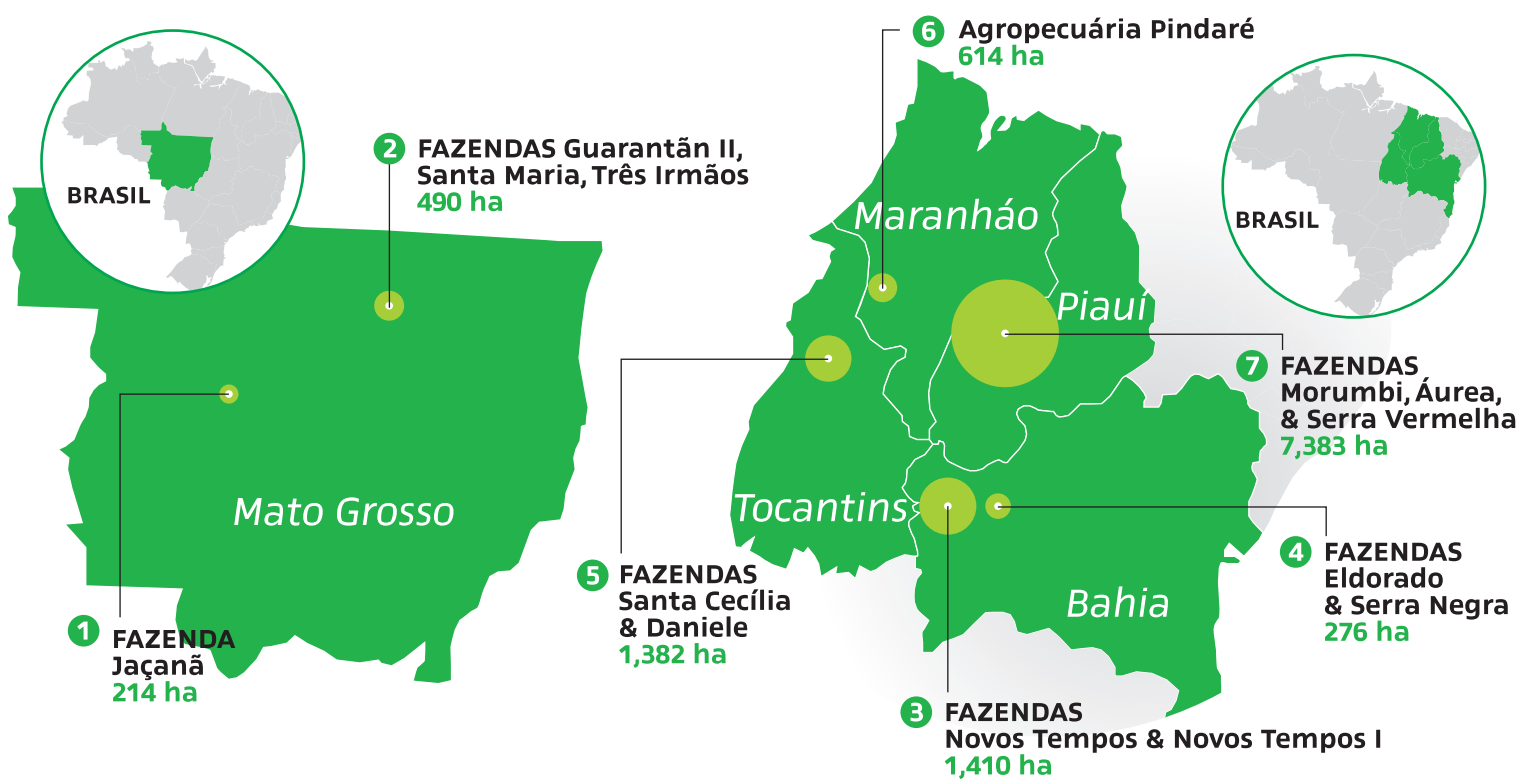 BRASIL
2
FAZENDAS Guarantãn II,
Santa Maria, Três Irmãos
490 ha
Mato Grosso
1
FAZENDA
Jaçanã
214 ha
6
Agropecuária Pindaré
614 ha
BRASIL
Maranháo
Piauí
Tocantins
Bahia
7
FAZENDAS
Morumbi, Áurea,
& Serra Vermelha
7,383 ha
5
FAZENDAS
Santa Cecília
& Daniele
1,382 ha
4
FAZENDAS
Eldorado
& Serra Negra
276 ha
3
FAZENDAS
Novos Tempos & Novos Tempos I
1,410 ha